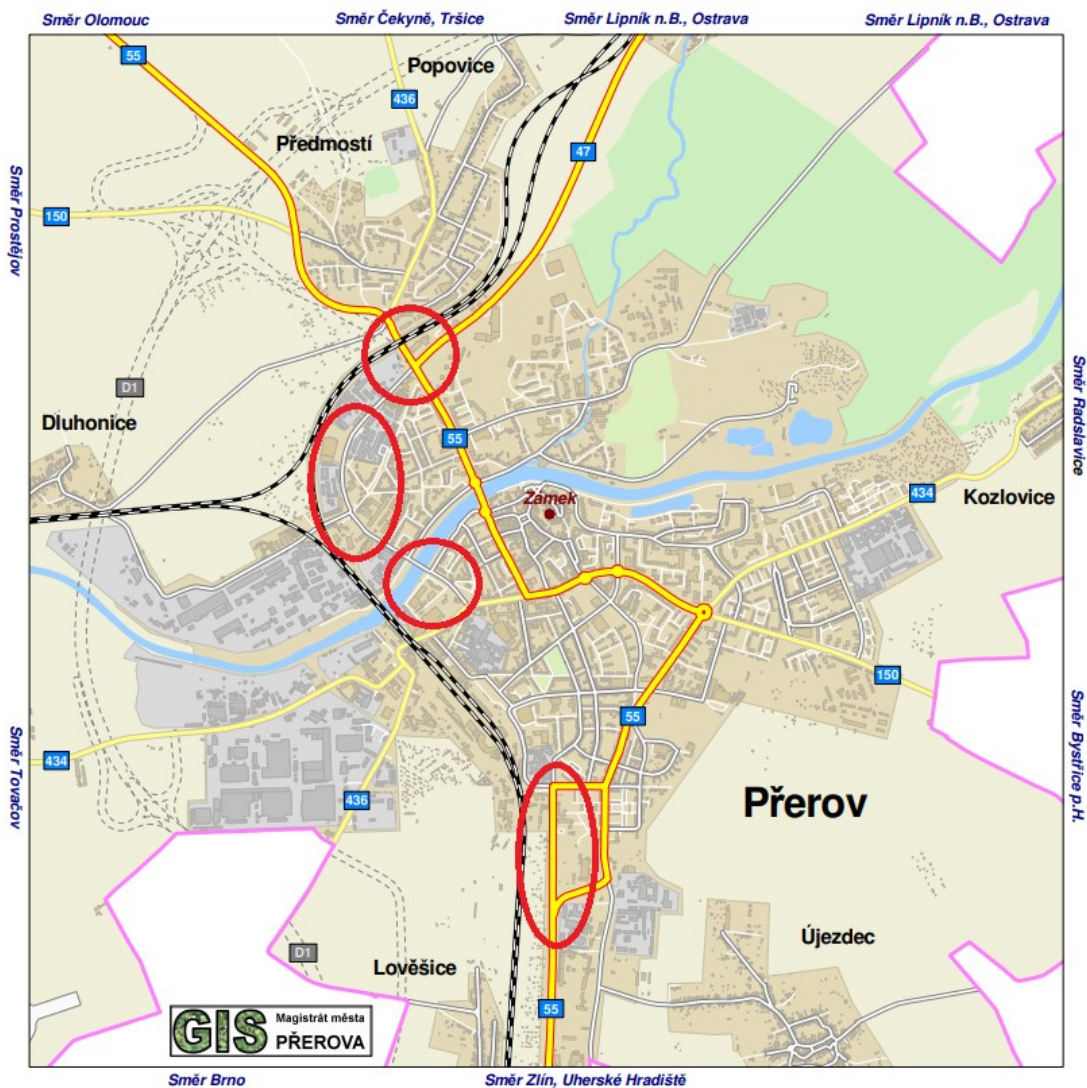 Směr Olomouc
Směr Čekyně, Tršice
Směr Lipník n.B., Ostrava
Směr Lipník n.B., Ostrava
55
Popovice
436
Předmostí
47
150
Směr Prostějov
D1
Dluhonice
55
Směr Radslavice
434
Kozlovice
Zámek
150
55
Směr Bystřice p.H.
Směr Tovačov
434
436
Přerov
Újezdec
D1
Lověšice
55
GIS
Magistrát města
PŘEROVA
Směr Brno
Směr Zlín, Uherské Hradiště